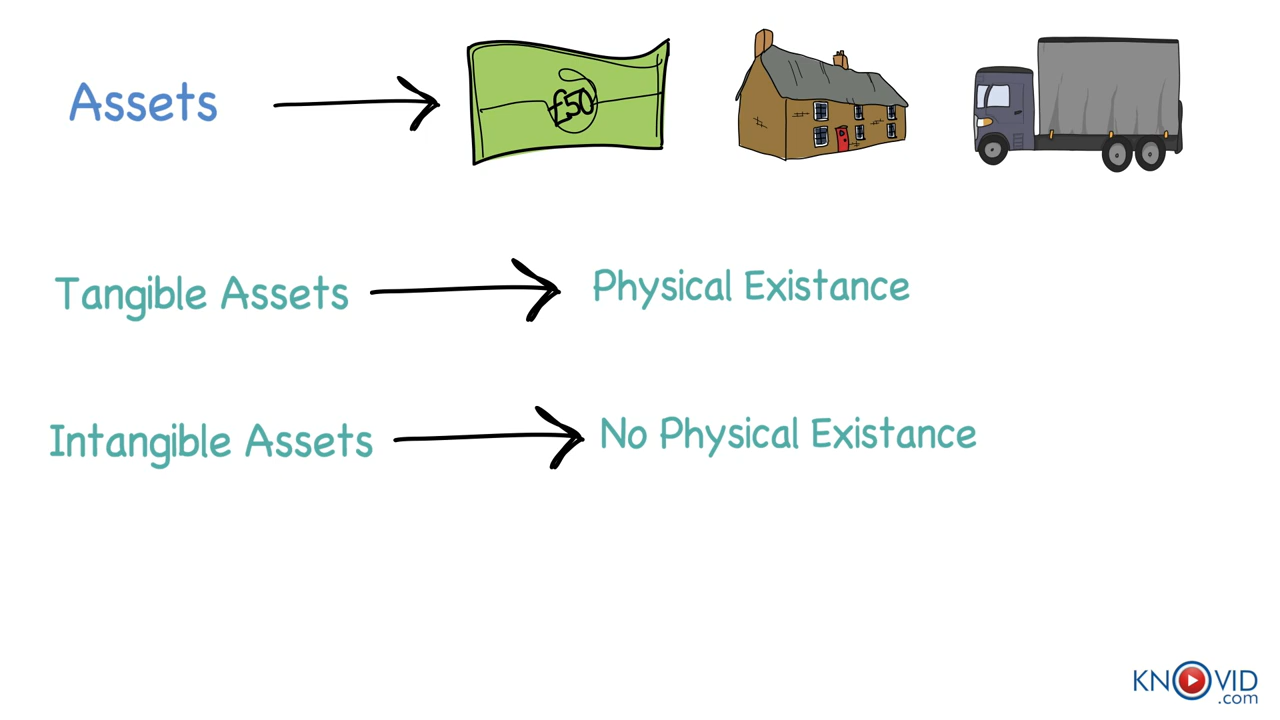 Assets
£50
Tangible Assets
Physical Existance
Intangible Assets
No Physical Existance
KNOVID
.com